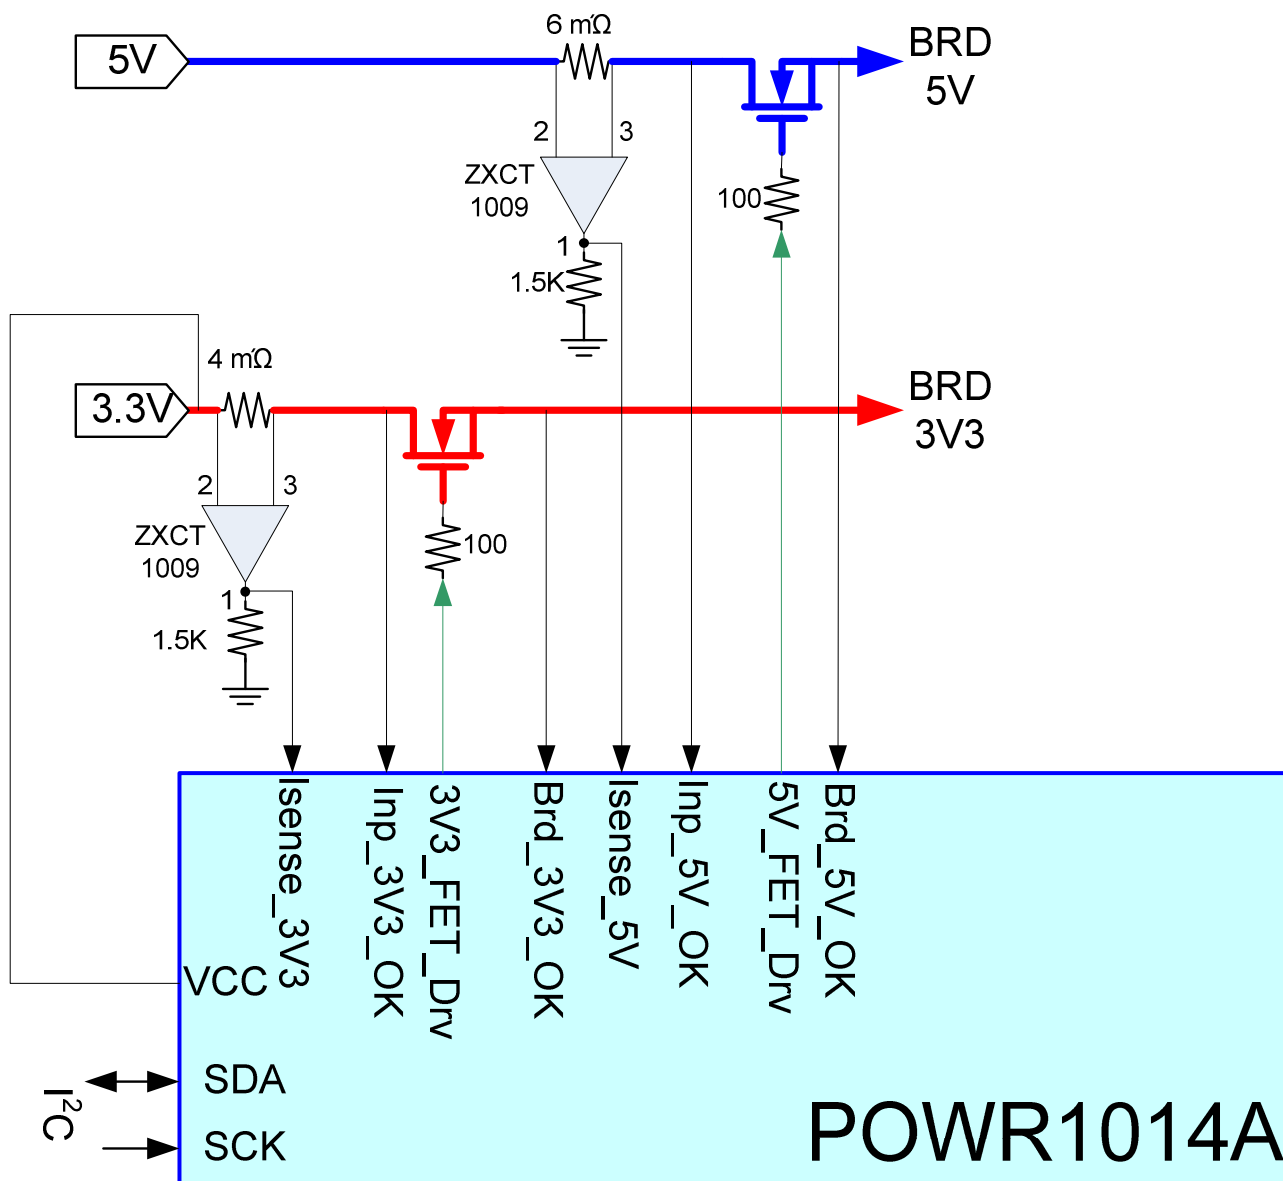 6 mΩ
5V
BRD
5V
2
3
ZXCT
1009
100
1
1.5K
4 mΩ
3.3V
BRD
3V3
2
3
ZXCT
1009
100
1
1.5K
Isense_3V3
Inp_3V3_OK
3V3_FET_Drv
Brd_3V3_OK
Isense_5V
Inp_5V_OK
5V_FET_Drv
Brd_5V_OK
VCC
SDA
I²C
SCK
POWR1014A